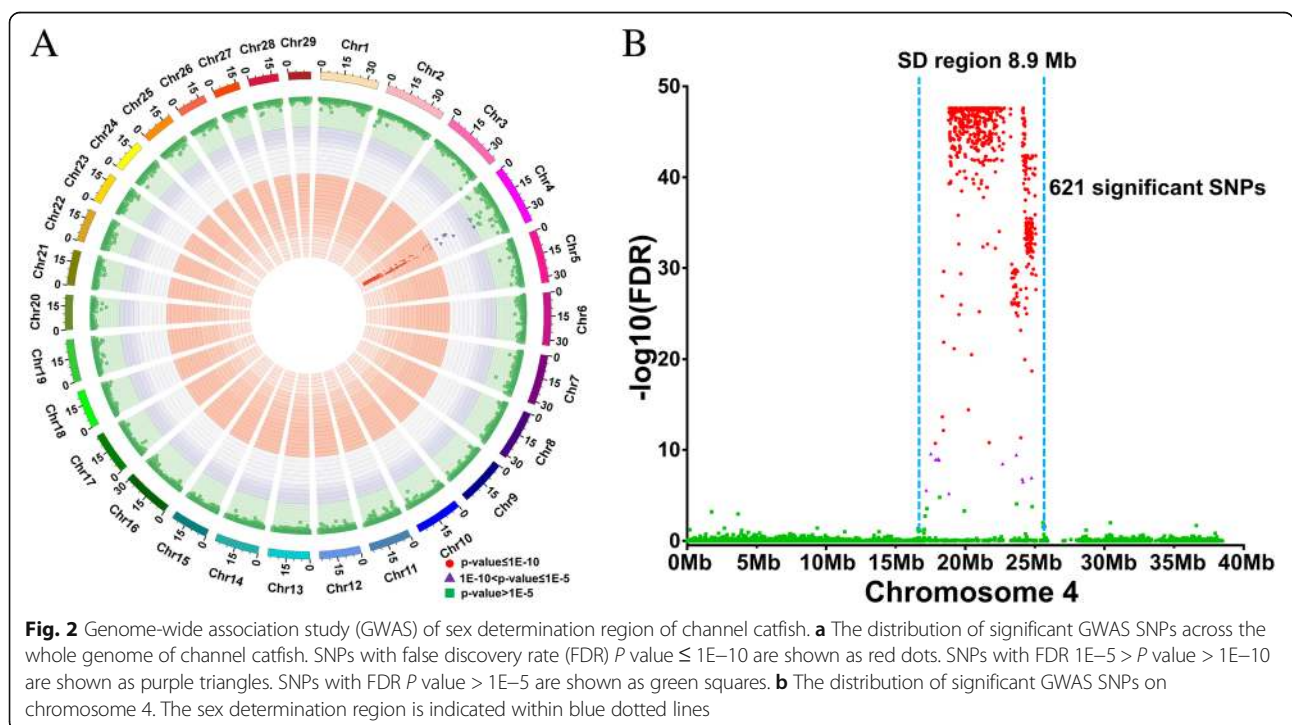 A
Chr1
Chr2
Chr3
Chr4
Chr5
Chr6
Chr7
Chr8
Chr9
Chr10
Chr11
Chr12
Chr13
Chr14
Chr15
Chr16
Chr17
Chr18
Chr19
Chr20
Chr21
Chr22
Chr23
Chr24
Chr25
Chr26
Chr27
Chr28
Chr29
0 15 30
p-value≤1E-10
1E-10<p-value≤1E-5
p-value>1E-5
B
SD region 8.9 Mb
621 significant SNPs
-log10(FDR)
50
40
30
20
10
0
0Mb 5Mb 10Mb 15Mb 20Mb 25Mb 30Mb 35Mb 40Mb
Chromosome 4
Fig. 2 Genome-wide association study (GWAS) of sex determination region of channel catfish. a The distribution of significant GWAS SNPs across the
whole genome of channel catfish. SNPs with false discovery rate (FDR) P value ≤ 1E−10 are shown as red dots. SNPs with FDR 1E−5 > P value > 1E−10
are shown as purple triangles. SNPs with FDR P value > 1E−5 are shown as green squares. b The distribution of significant GWAS SNPs on
chromosome 4. The sex determination region is indicated within blue dotted lines